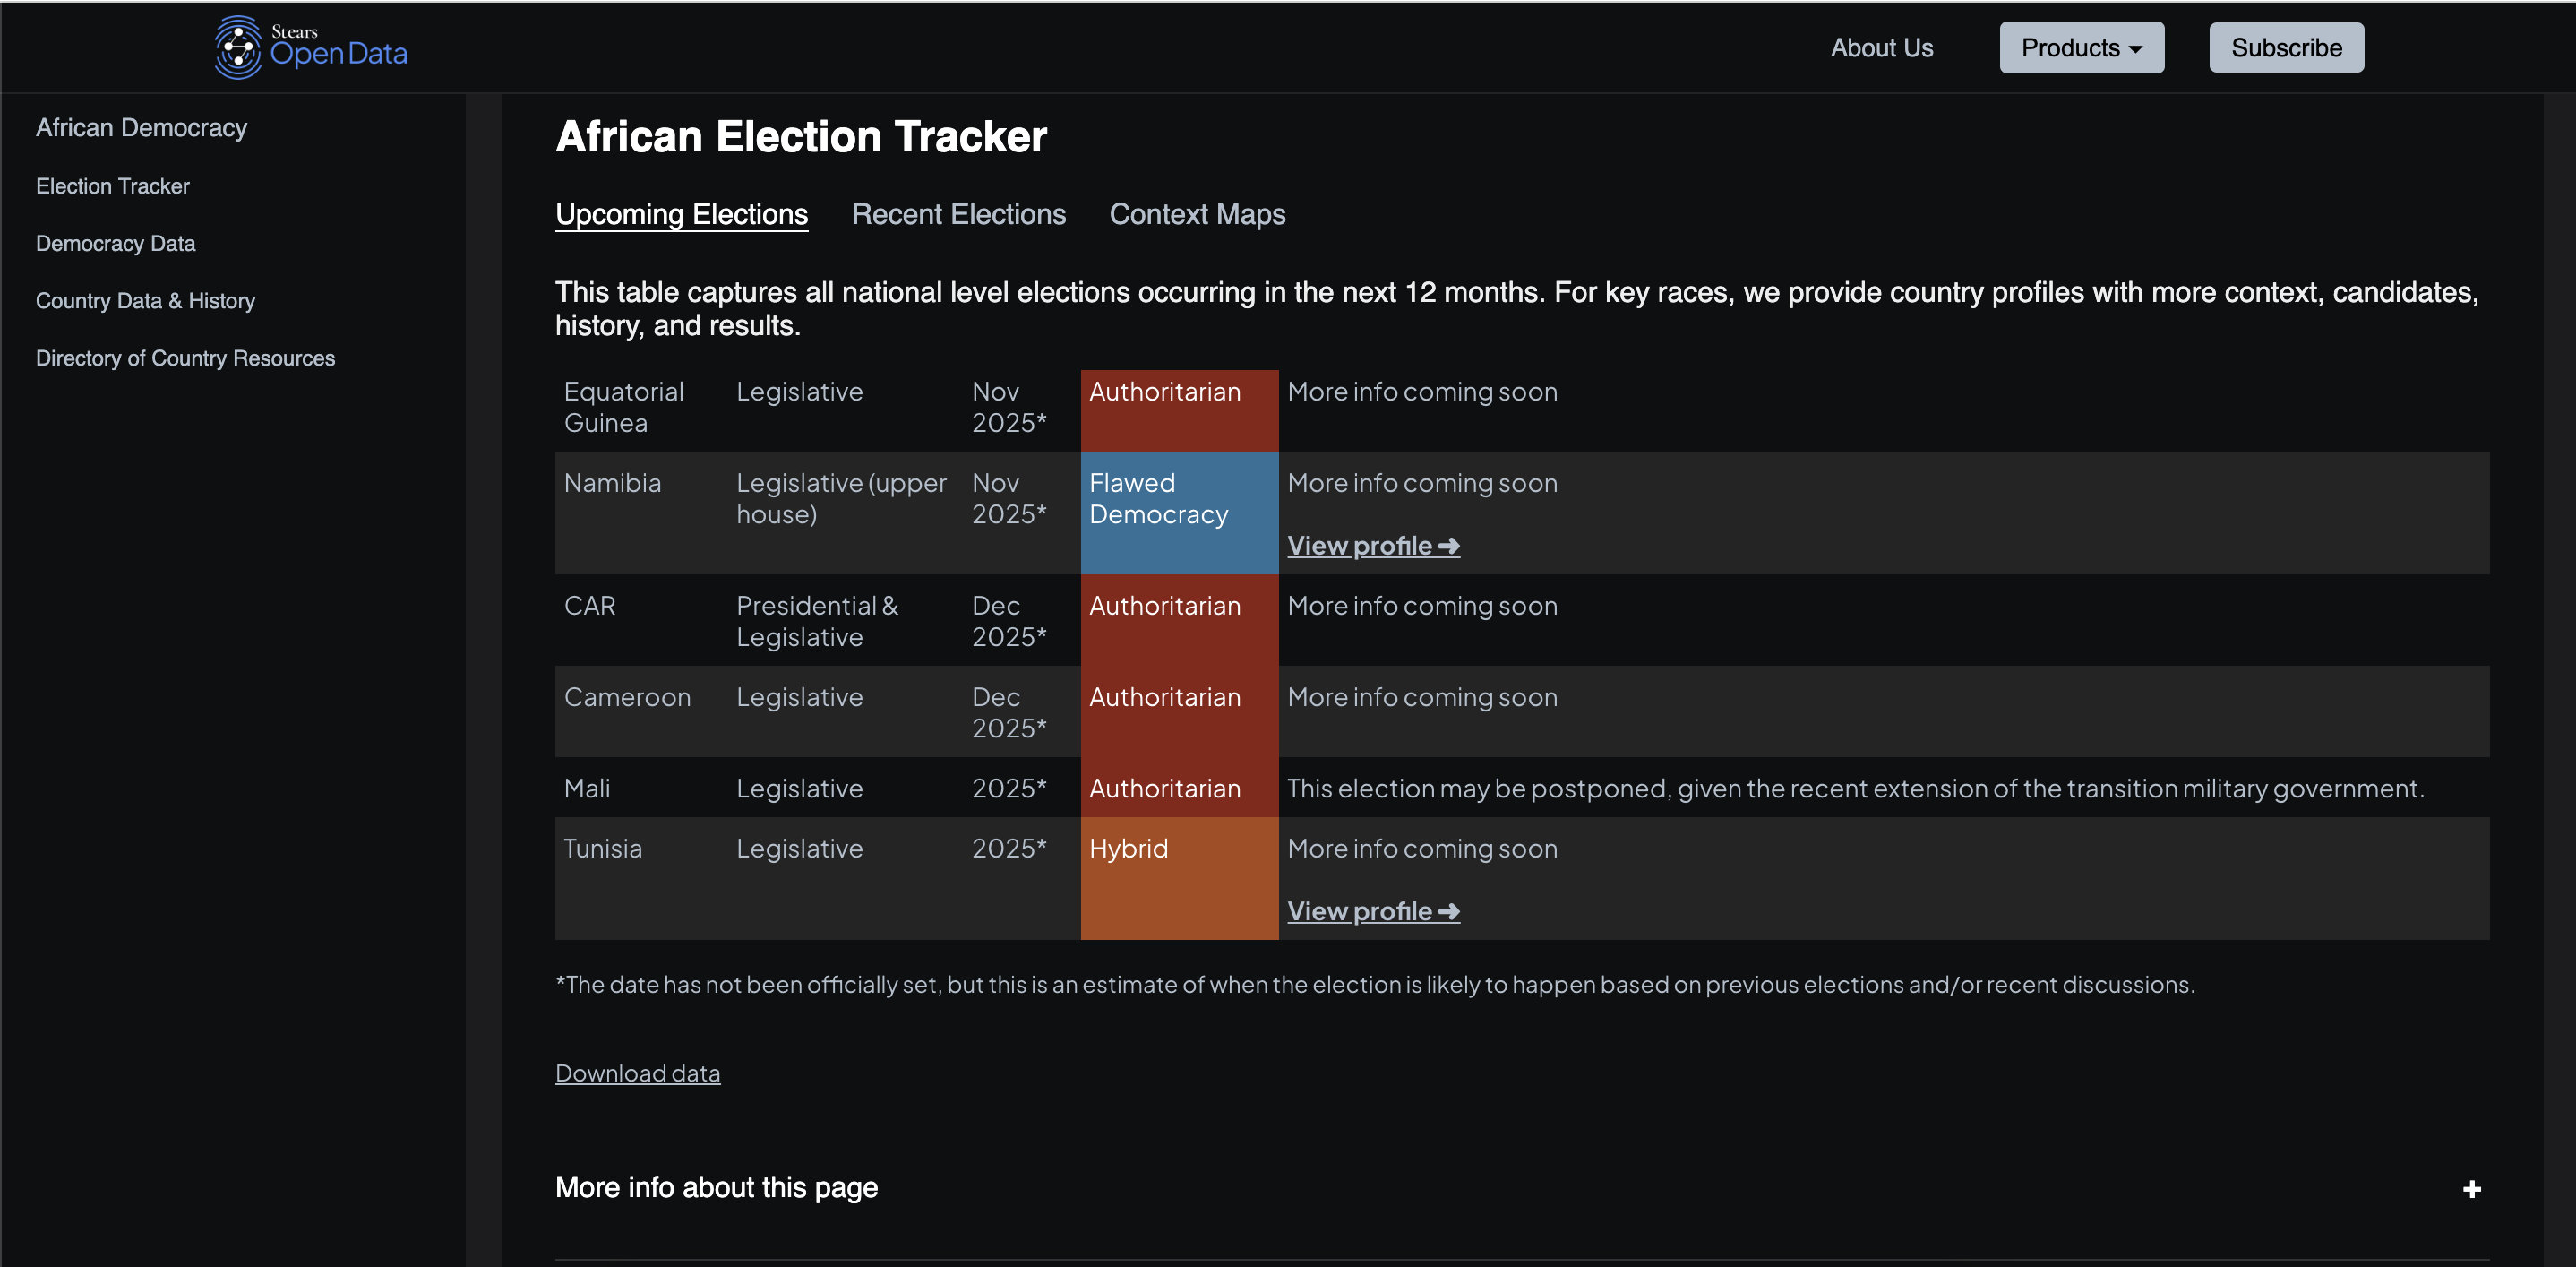 Stears
Open Data
About Us
Products
Subscribe
African Democracy
Election Tracker
Democracy Data
Country Data & History
Directory of Country Resources
African Election Tracker
Upcoming Elections
Recent Elections
Context Maps
This table captures all national level elections occurring in the next 12 months. For key races, we provide country profiles with more context, candidates,
history, and results.
Equatorial
Guinea
Legislative
Nov
2025*
Authoritarian
More info coming soon
Namibia
Legislative (upper
house)
Nov
2025*
Flawed
Democracy
More info coming soon
View profile ➜
CAR
Presidential &
Legislative
Dec
2025*
Authoritarian
More info coming soon
Cameroon
Legislative
Dec
2025*
Authoritarian
More info coming soon
Mali
Legislative
2025*
Authoritarian
This election may be postponed, given the recent extension of the transition military government.
Tunisia
Legislative
2025*
Hybrid
More info coming soon
View profile ➜
*The date has not been officially set, but this is an estimate of when the election is likely to happen based on previous elections and/or recent discussions.
Download data
More info about this page
+